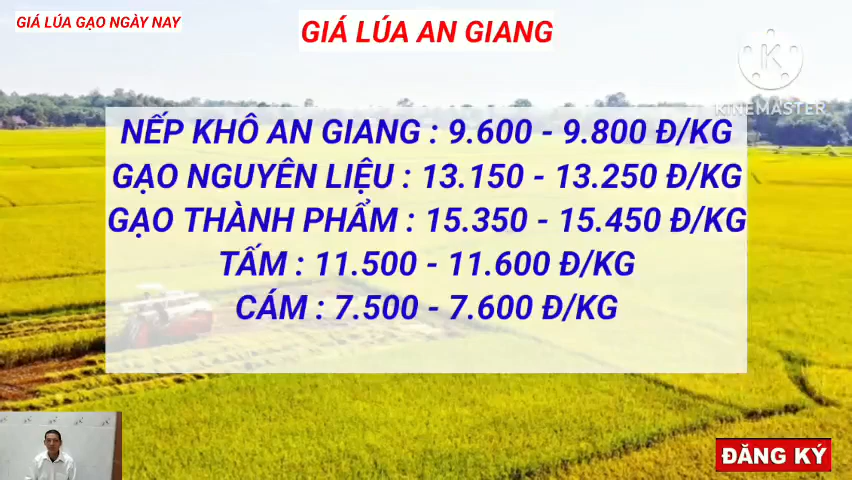 GIÁ LÚA GẠO NGÀY NAY
GIÁ LÚA AN GIANG
KINEMASTER
NẾP KHÔ AN GIANG : 9.600 - 9.800 Đ/KG
GẠO NGUYÊN LIỆU : 13.150 - 13.250 Đ/KG
GẠO THÀNH PHẨM : 15.350 - 15.450 Đ/KG
TẤM : 11.500 - 11.600 Đ/KG
CÁM : 7.500 - 7.600 Đ/KG
ĐĂNG KÝ